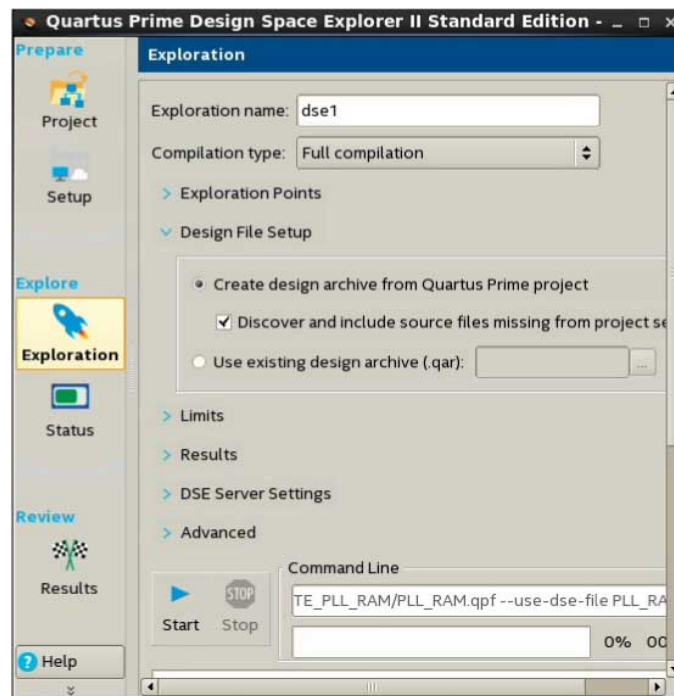 Quartus Prime Design Space Explorer II Standard Edition -
Prepare
Project
Setup
Explore
Exploration
Status
Review
Results
Help
Exploration
Exploration name: dse1
Compilation type: Full compilation
Exploration Points
Design File Setup
Create design archive from Quartus Prime project
Discover and include source files missing from project se
Use existing design archive (.qar): ...
Limits
Results
DSE Server Settings
Advanced
STOP
Start Stop
Command Line
TE_PLL_RAM/PLL_RAM.qpf --use-dse-file PLL_RA
0% 00